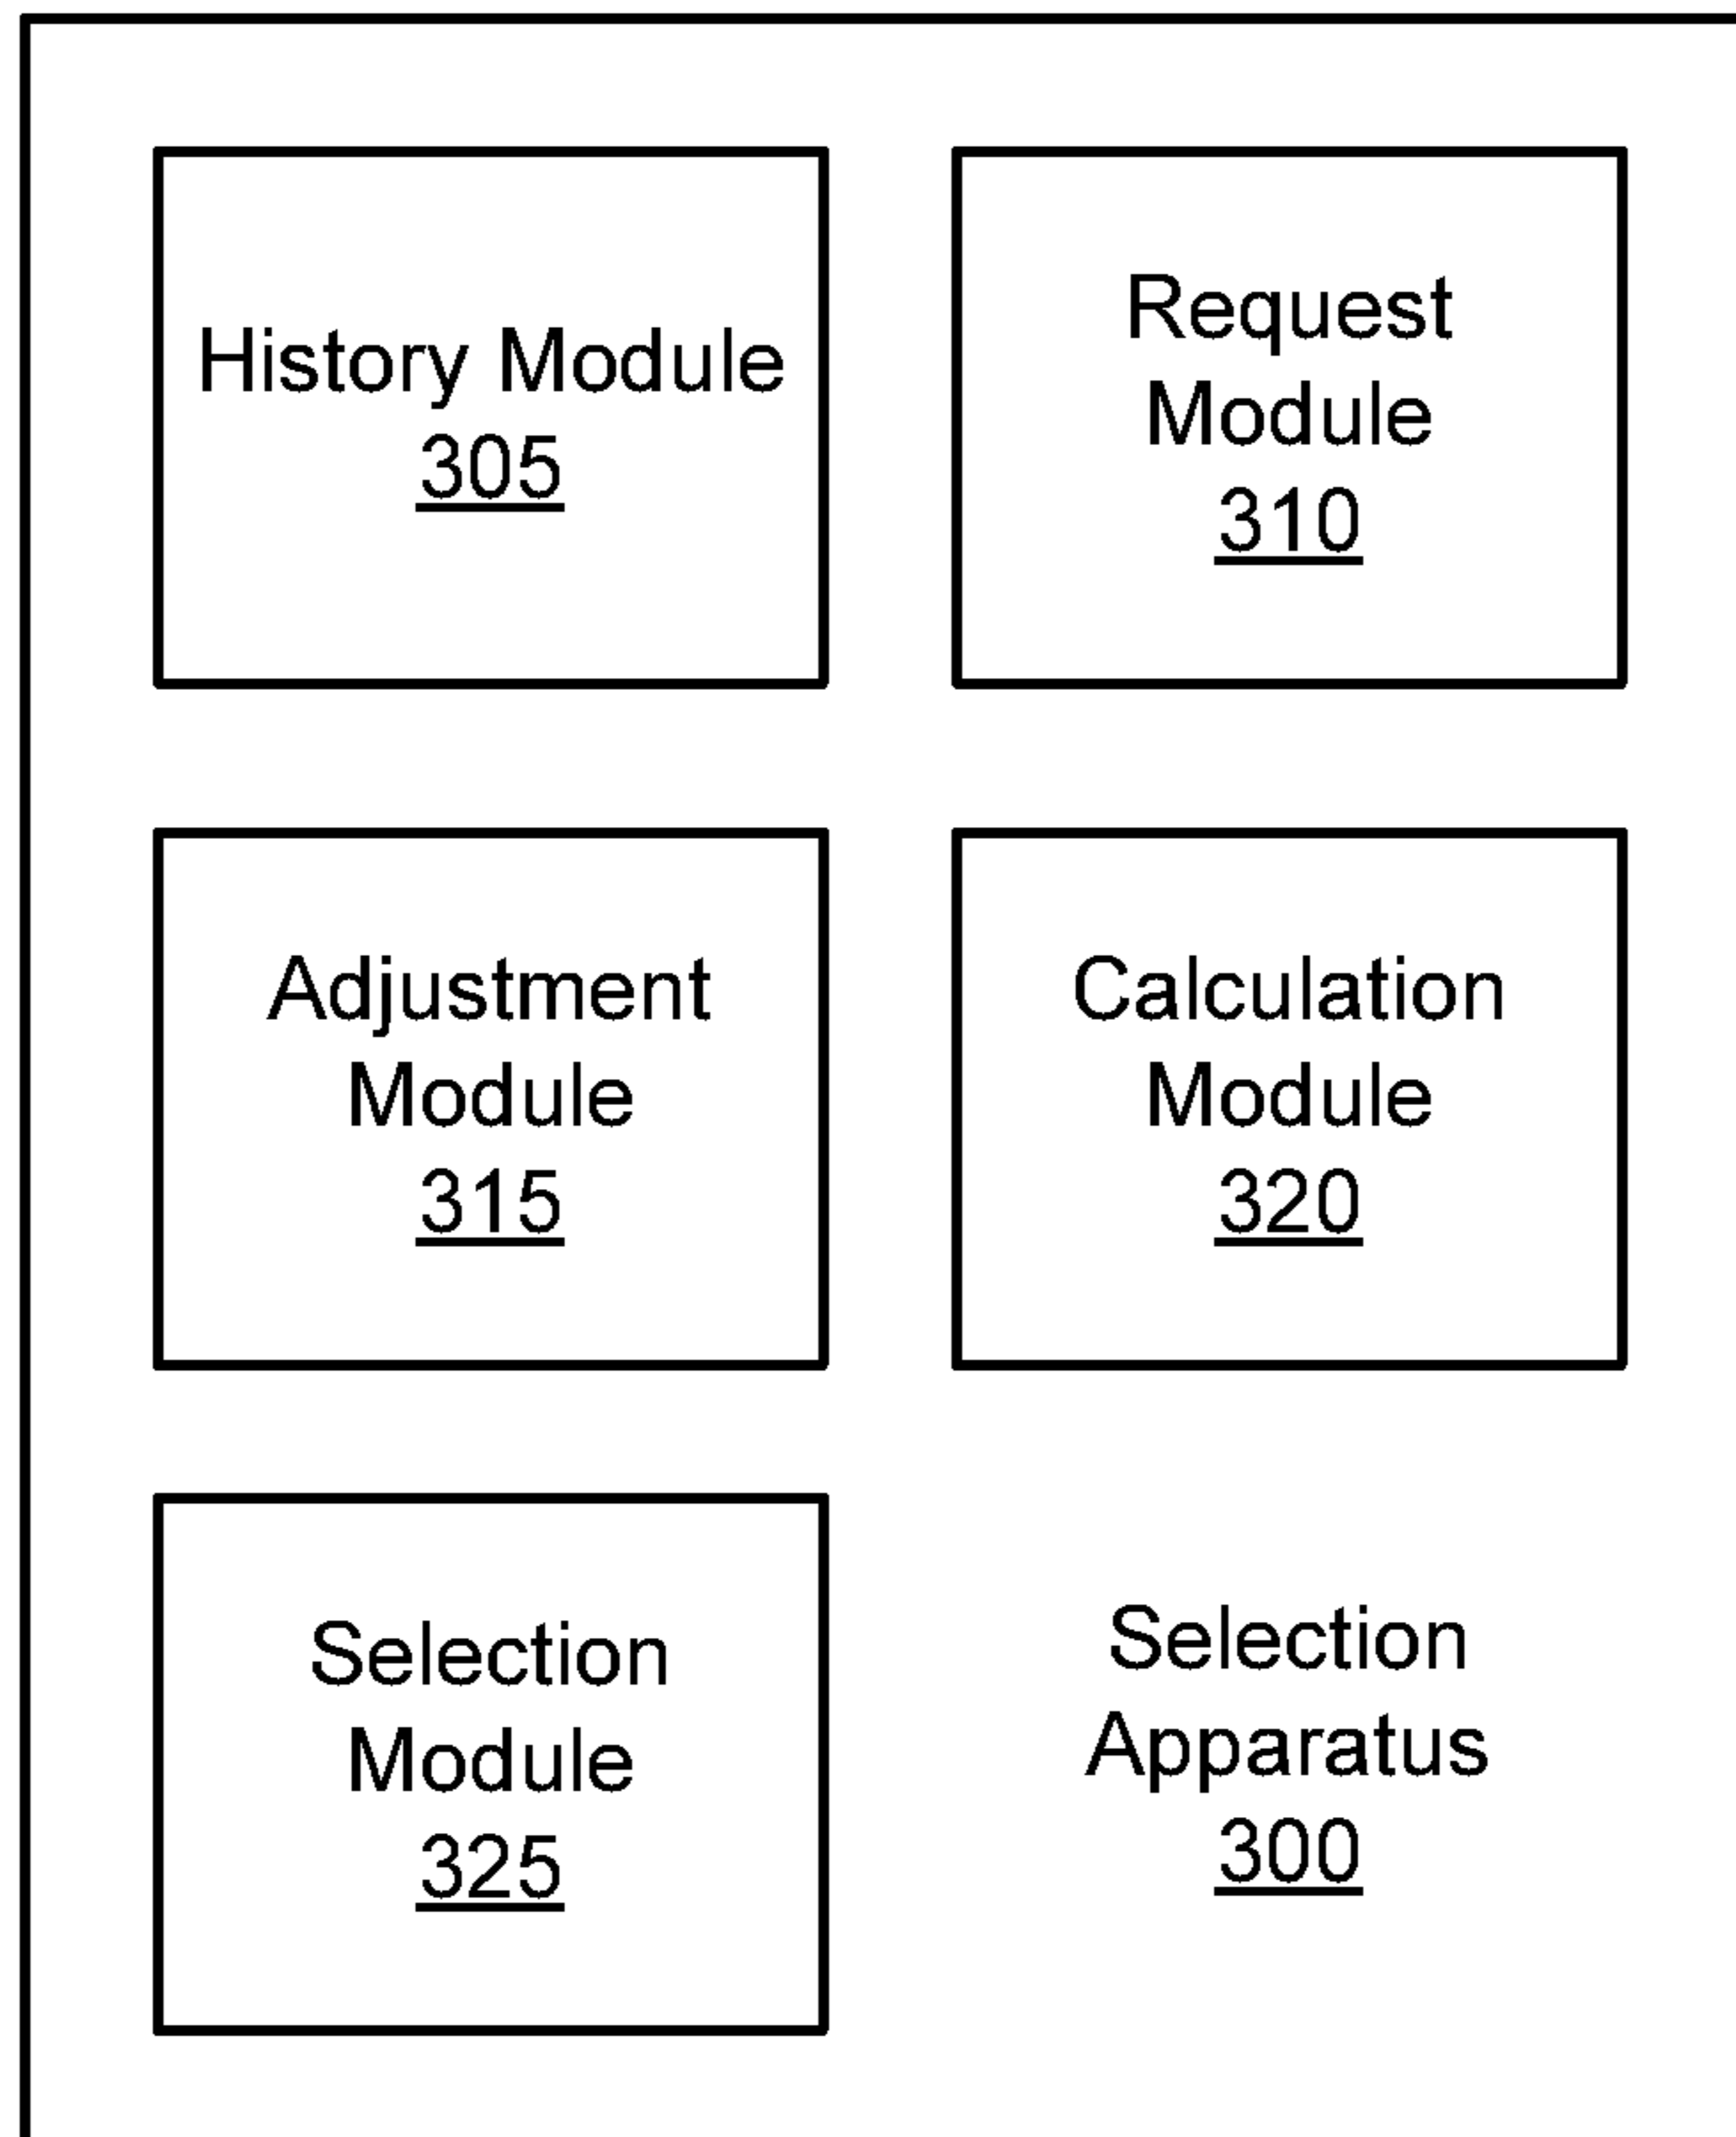 History Module
305
Request
Module
310
Adjustment
Module
315
Calculation
Module
320
Selection
Module
325
Selection
Apparatus
300